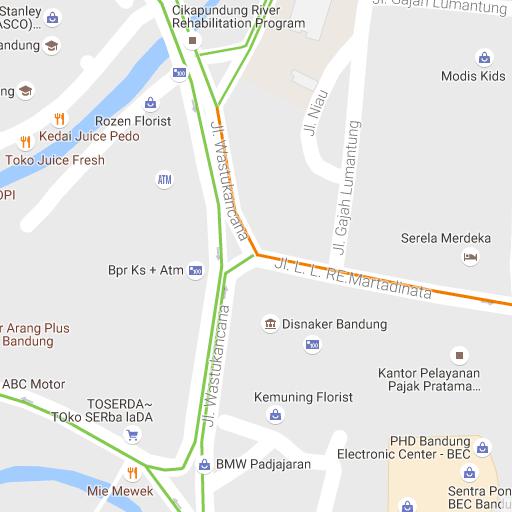 Stanley
ASCO)...
andung
Cikapundung River
Rehabilitation Program
Jl. Gajah Lumantung
Modis Kids
ng
Rozen Florist
Kedai Juice Pedo
Toko Juice Fresh
OPI
Jl. Wastukancana
Jl. Niau
Jl. Gajah Lumantung
ATM
Serela Merdeka
Bpr Ks + Atm
Jl. L. L. RE.Martadinata
r Arang Plus
Bandung
Disnaker Bandung
Jl. Wastukancana
Kantor Pelayanan
Pajak Pratama...
ABC Motor
TOSERDA~
TOko SERba laDA
Kemuning Florist
PHD Bandung
Electronic Center - BEC
BMW Padjajaran
Mie Mewek
Sentra Pon
BEC Band